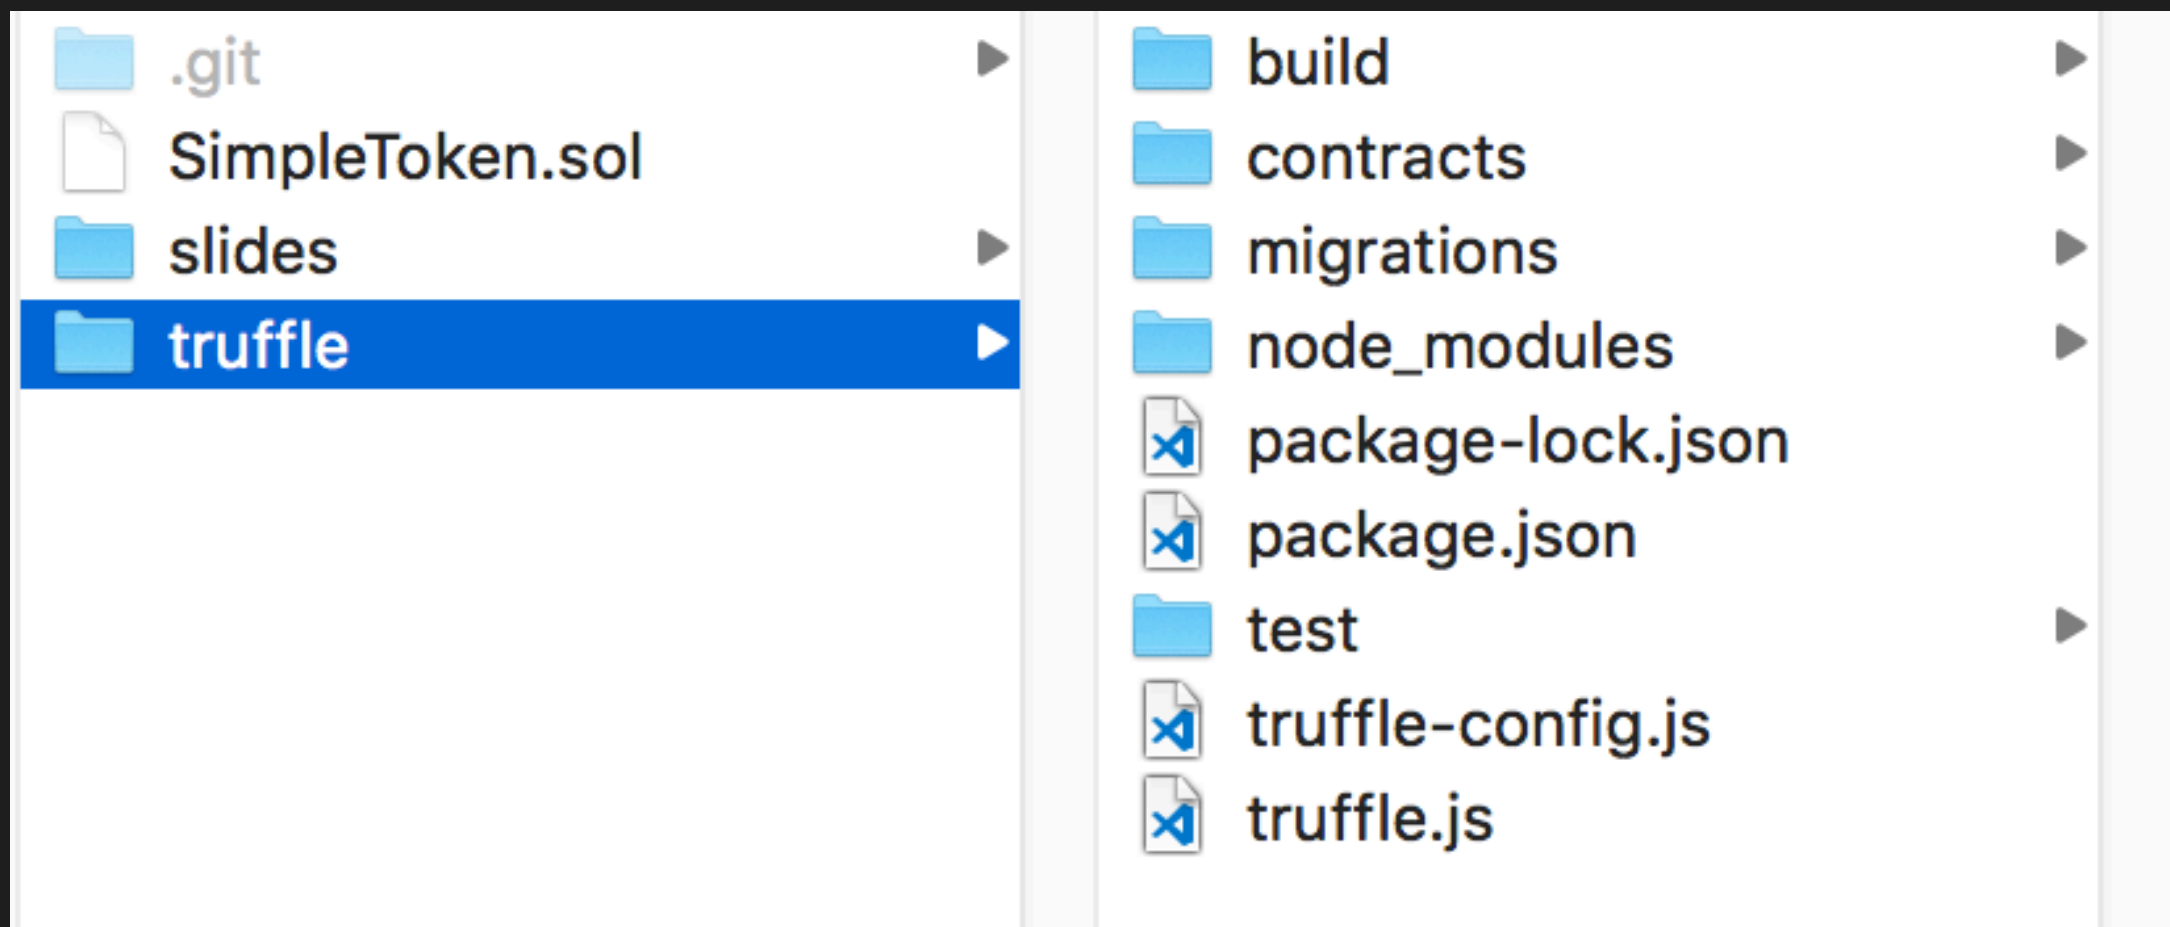 .git
SimpleToken.sol
slides
truffle
build
contracts
migrations
node_modules
package-lock.json
package.json
test
truffle-config.js
truffle.js